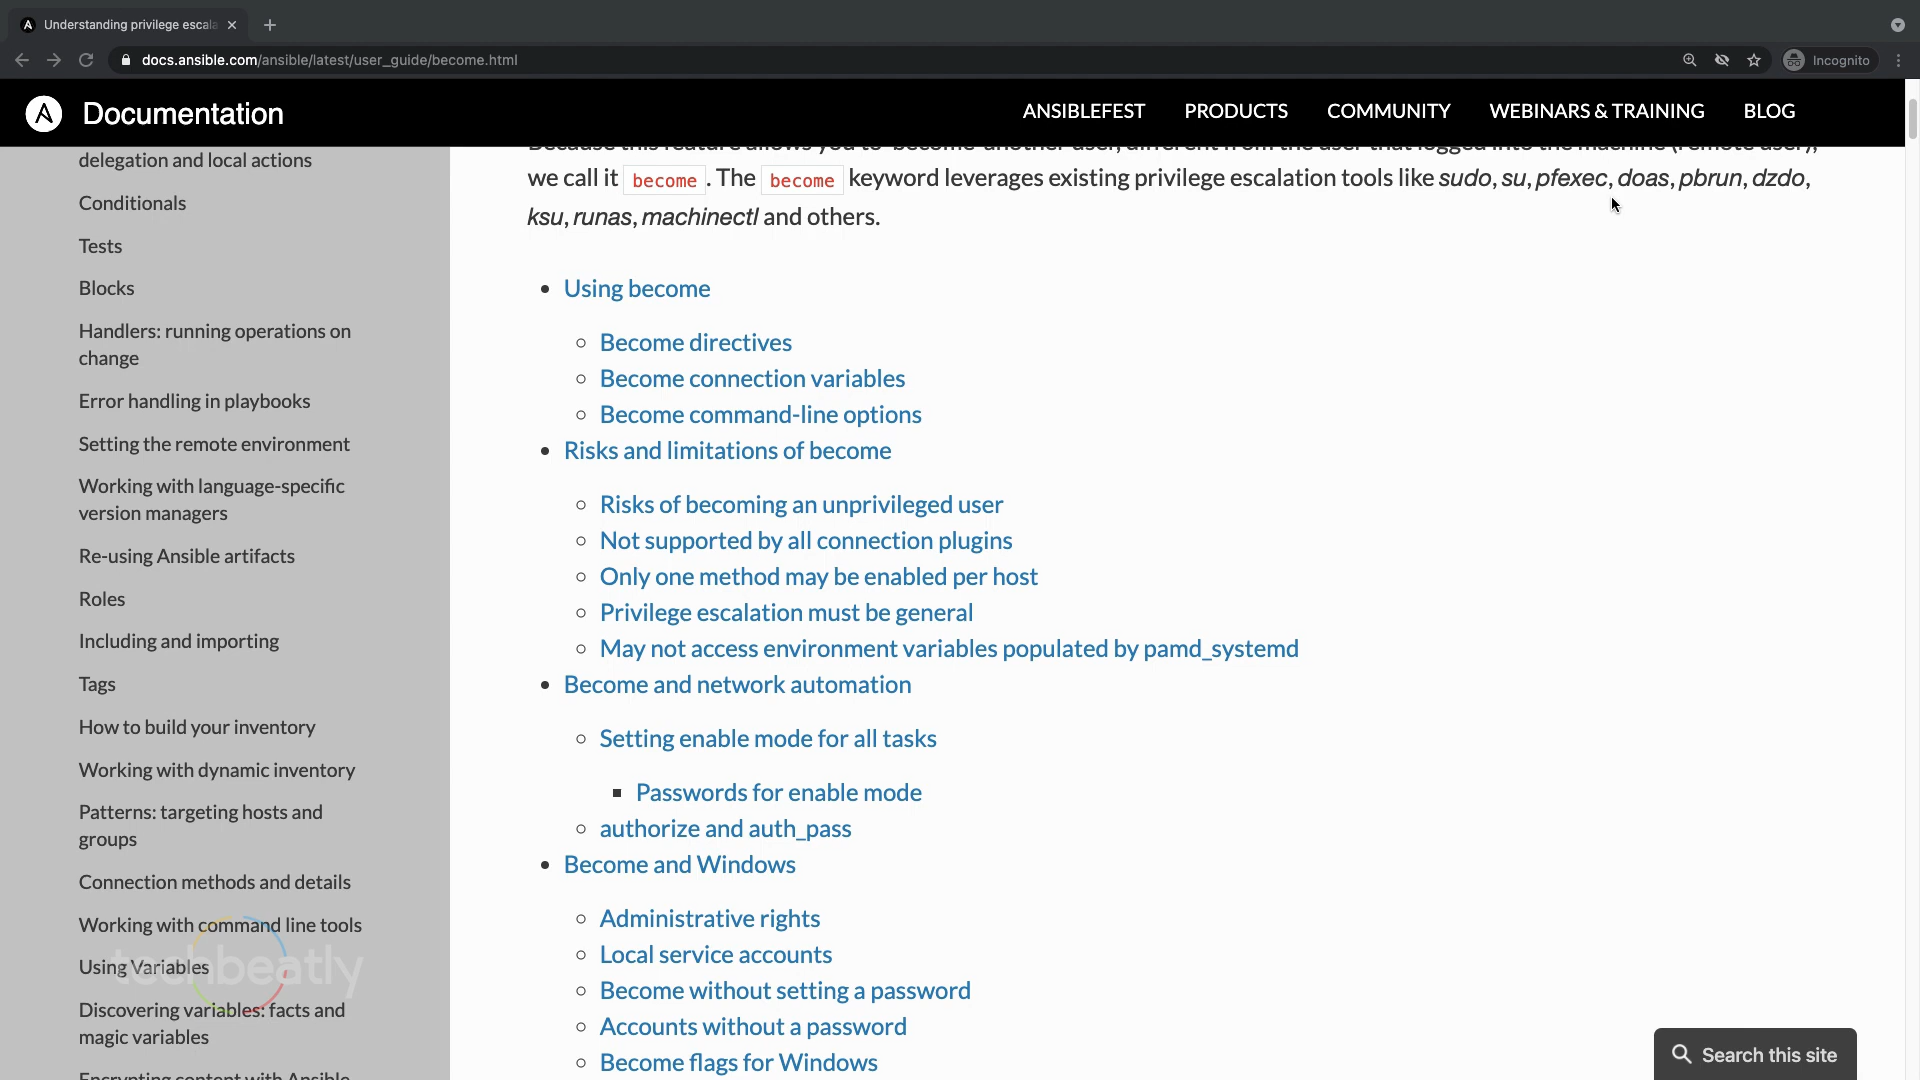 Understanding privilege escala
docs.ansible.com/ansible/latest/user_guide/become.html
Incognito
Documentation
ANSIBLEFEST
PRODUCTS
COMMUNITY
WEBINARS & TRAINING
BLOG
delegation and local actions
Conditionals
Tests
Blocks
Handlers: running operations on
change
Error handling in playbooks
Setting the remote environment
Working with language-specific
version managers
Re-using Ansible artifacts
Roles
Including and importing
Tags
How to build your inventory
Working with dynamic inventory
Patterns: targeting hosts and
groups
Connection methods and details
Working with command line tools
Using Variables
Discovering variables: facts and
magic variables
Encrypting content with Ansible
techbeatly
Because this feature allows you to 'become' another user, different from the user that logged into the machine (remote user),
we call it become. The become keyword leverages existing privilege escalation tools like sudo, su, pfexec, doas, pbrun, dzdo,
ksu, runas, machinectl and others.
Using become
Become directives
Become connection variables
Become command-line options
Risks and limitations of become
Risks of becoming an unprivileged user
Not supported by all connection plugins
Only one method may be enabled per host
Privilege escalation must be general
May not access environment variables populated by pamd_systemd
Become and network automation
Setting enable mode for all tasks
Passwords for enable mode
authorize and auth_pass
Become and Windows
Administrative rights
Local service accounts
Become without setting a password
Accounts without a password
Become flags for Windows
Search this site